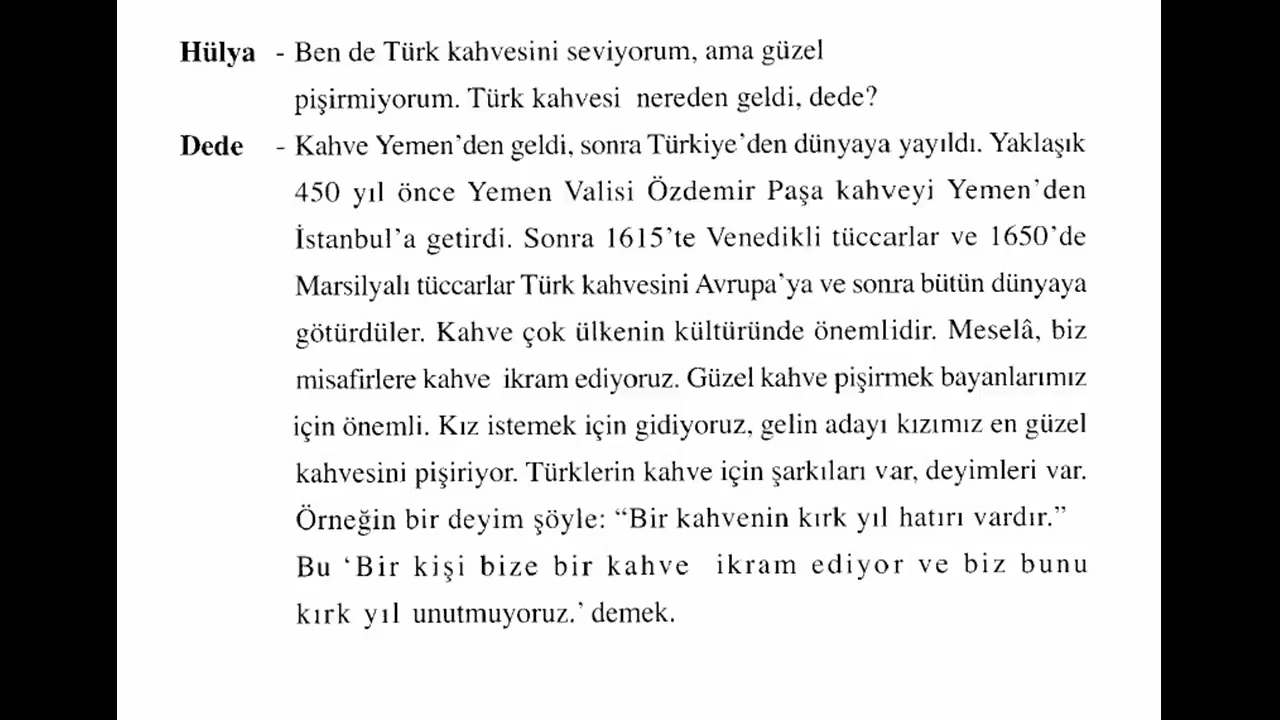 Hülya - Ben de Türk kahvesini seviyorum, ama güzel
pişirmiyorum. Türk kahvesi nereden geldi, dede?
Dede - Kahve Yemen’den geldi, sonra Türkiye’den dünyaya yayıldı. Yaklaşık
450 yıl önce Yemen Valisi Özdemir Paşa kahveyi Yemen’den
İstanbul’a getirdi. Sonra 1615’te Venedikli tüccarlar ve 1650’de
Marsilyalı tüccarlar Türk kahvesini Avrupa’ya ve sonra bütün dünyaya
götürdüler. Kahve çok ülkenin kültüründe önemlidir. Meselâ, biz
misafirlere kahve ikram ediyoruz. Güzel kahve pişirmek bayanlarımız
için önemli. Kız istemek için gidiyoruz, gelin adayı kızımız en güzel
kahvesini pişiriyor. Türklerin kahve için şarkıları var, deyimleri var.
Örneğin bir deyim şöyle: “Bir kahvenin kırk yıl hatırı vardır.”
Bu ‘Bir kişi bize bir kahve ikram ediyor ve biz bunu
kırk yıl unutmuyoruz.’ demek.